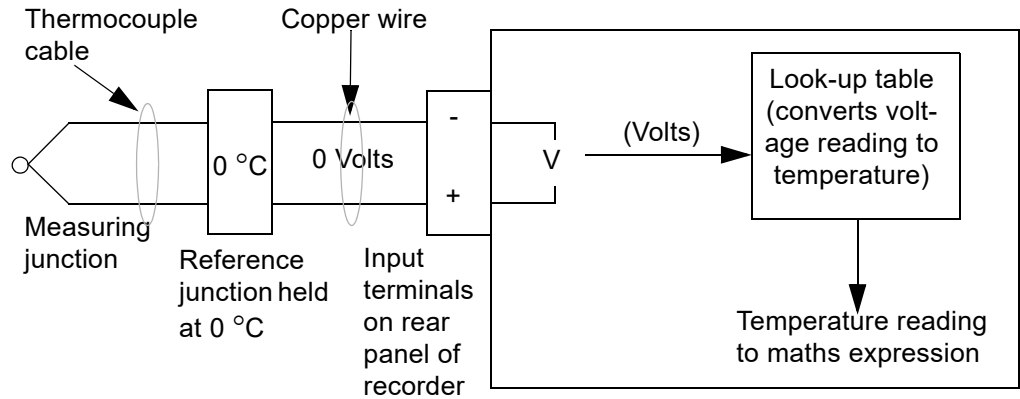 Thermocouple
cable
Copper wire
0 °C
0 Volts
-
+
V
(Volts)
Look-up table
(converts volt-
age reading to
temperature)
Measuring
junction
Reference
junction held
at 0 °C
Input
terminals
on rear
panel of
recorder
Temperature reading
to maths expression